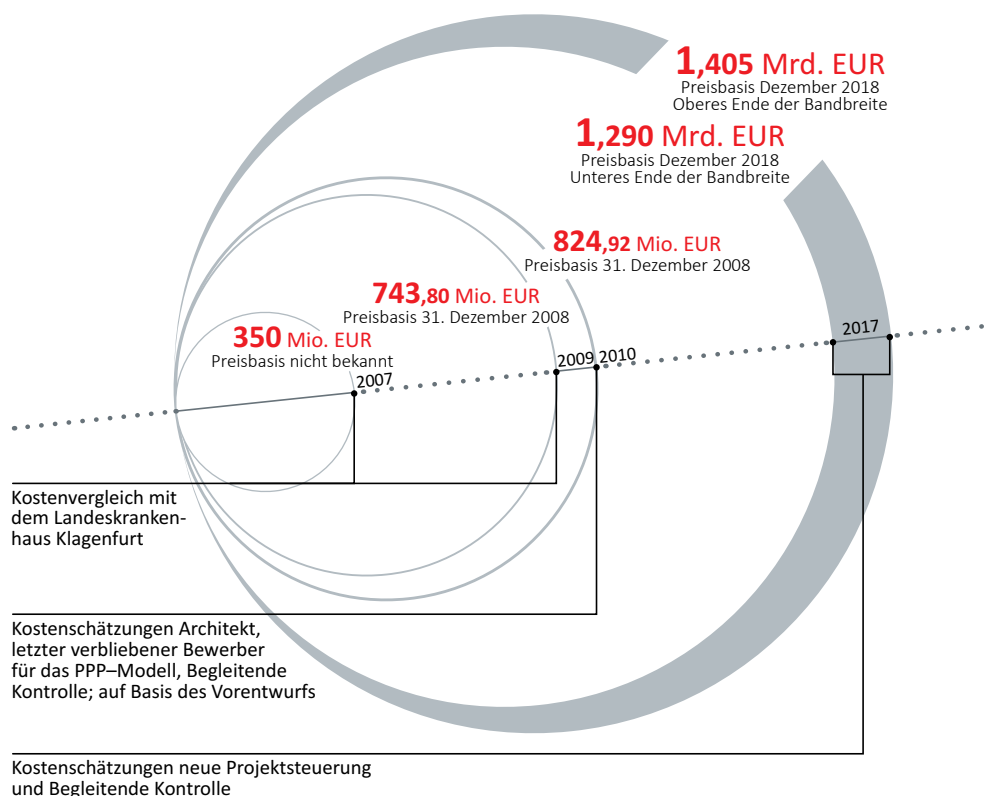 1,405 Mrd. EUR
Preisbasis Dezember 2018
Oberes Ende der Bandbreite
1,290 Mrd. EUR
Preisbasis Dezember 2018
Unteres Ende der Bandbreite
824,92 Mio. EUR
Preisbasis 31. Dezember 2008
743,80 Mio. EUR
Preisbasis 31. Dezember 2008
350 Mio. EUR
Preisbasis nicht bekannt
2007
2009
2010
2017
Kostenvergleich mit
dem Landeskranken-
haus Klagenfurt
Kostenschätzungen Architekt,
letzter verbliebener Bewerber
für das PPP–Modell, Begleitende
Kontrolle; auf Basis des Vorentwurfs
Kostenschätzungen neue Projektsteuerung
und Begleitende Kontrolle